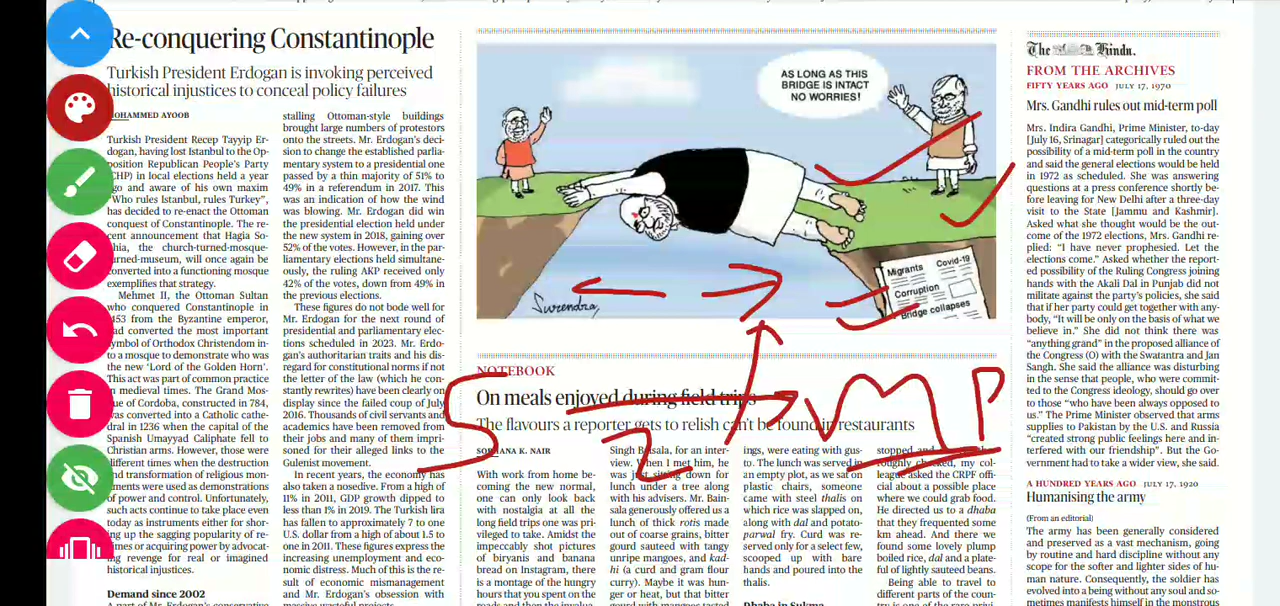 Re-conquering Constantinople
Turkish President Erdogan is invoking perceived
historical injustices to conceal policy failures
MOHAMMED AYOOB
Turkish President Recep Tayyip Er-
dogan, having lost Istanbul to the Op-
position Republican People's Party
(CHP) in local elections held a year
ago and aware of his own maxim
"Who rules Istanbul, rules Turkey",
has decided to reconquer the Ottoman
conquest of Constantinople. The re-
cent announcement that Hagia So-
phia, the church-turned-mosque-
turned-museum, will once again be
converted into a functioning mosque
exemplifies that strategy.
Mehmet II, the Ottoman Sultan
who conquered Constantinople in
1453 from the Byzantine emperor,
had converted the most important
symbol of Orthodox Christendom in-
to a mosque to demonstrate who was
the new 'Lord of the Golden Horn'.
This act was part of common practice
in medieval times. The Grand Mos-
que of Cordoba, constructed in 784,
was converted into a Catholic cathe-
dral in 1236 when the capital of the
Spanish Umayyad Caliphate fell to
Christian arms. However, those were
different times when the destruction
and transformation of religious mon-
uments were used as demonstrations
of power and control. Unfortunately,
such acts continue to take place even
today as instruments either for shor-
ing up the sagging popularity of re-
gimes or acquiring power by advocat-
ing revenge for real or imagined
historical injustices.
Demand since 2002
A part of Mr. Erdogan's conservative
stalling Ottoman-style buildings
brought large numbers of protestors
onto the streets. Mr. Erdogan's deci-
sion to change the established parlia-
mentary system to a presidential one
passed by a thin majority of 51% to
49% in a referendum in 2017. This
was an indication of how the wind
was blowing. Mr. Erdogan did win
the presidential election held under
the new system in 2018, gaining over
52% of the votes. However, in the par-
liamentary elections held simultane-
ously, the ruling AKP received only
42% of the votes, down from 49% in
the previous elections.
These figures do not bode well for
Mr. Erdogan for the next round of
presidential and parliamentary elec-
tions scheduled in 2023. Mr. Erdo-
gan's authoritarian traits and his dis-
regard for constitutional norms if not
the letter of the law (which he con-
stantly rewrites) have been clearly on
display since the failed coup of July
2016. Thousands of civil servants and
academics have been removed from
their jobs and many of them impri-
soned for their alleged links to the
Gulenist movement.
In recent years, the economy has
also taken a nosedive. From a high of
11% in 2011, GDP growth dipped to
less than 1% in 2019. The Turkish lira
has fallen to approximately 7 to one
U.S. dollar from a high of about 1.5 to
one in 2011. These figures express the
increasing unemployment and eco-
nomic distress. Much of this is the re-
sult of economic mismanagement
and Mr. Erdogan's obsession with
massive wasteful projects
AS LONG AS THIS
BRIDGE IS INTACT
NO WORRIES!
Migrants Covid-19
Corruption
Bridge collapses
Surendra
NOTEBOOK
On meals enjoyed during field trips
The flavours a reporter gets to relish can't be found in restaurants
S
2
MP
SOBHANA K. NAIR
With work from home be-
coming the new normal,
one can only look back
with nostalgia at all the
long field trips one was pri-
vileged to take. Amidst the
impeccably shot pictures
of biryanis and banana
bread on Instagram, there
is a montage of the hungry
hours that you spent on the
roads and then the invalua-
Singh Basala, for an inter-
view. When I met him, he
was just sitting down for
lunch under a tree along
with his advisers. Mr. Bain-
sala generously offered us a
lunch of thick rotis made
out of coarse grains, bitter
gourd sauteed with tangy
unripe mangoes, and kad-
hi (a curd and gram flour
curry). Maybe it was hun-
ger or heat, but that bitter
gourd with mangoes tasted
ings, were eating with gus-
to. The lunch was served in
an empty plot, as we sat on
plastic chairs, someone
came with steel thalis on
which rice was slapped on,
along with dal and potato-
parwal fry. Curd was re-
served only for a select few,
scooped up with bare
hands and poured into the
thalis.
Dhaba in Sukma
stopped and
roughly checked, my col-
league asked the CRPF offi-
cial about a possible place
where we could grab food.
He directed us to a dhaba
that they frequented some
km ahead. And there we
found some lovely plump
boiled rice, dal and a plate-
ful of lightly sauteed beans.
Being able to travel to
different parts of the coun-
try is one of the rare privi-
The Hindu.
FROM THE ARCHIVES
FIFTY YEARS AGO JULY 17, 1970
Mrs. Gandhi rules out mid-term poll
Mrs. Indira Gandhi, Prime Minister, to-day
[July 16, Srinagar] categorically ruled out the
possibility of a mid-term poll in the country
and said the general elections would be held
in 1972 as scheduled. She was answering
questions at a press conference shortly be-
fore leaving for New Delhi after a three-day
visit to the State [Jammu and Kashmir].
Asked what she thought would be the out-
come of the 1972 elections, Mrs. Gandhi re-
plied: "I have never prophesied. Let the
elections come." Asked whether the report-
ed possibility of the Ruling Congress joining
hands with the Akali Dal in Punjab did not
militate against the party's policies, she said
that if her party could get together with any-
body, "It will be only on the basis of what we
believe in." She did not think there was
"anything grand" in the proposed alliance of
the Congress (O) with the Swatantra and Jan
Sangh. She said the alliance was disturbing
in the sense that people, who were commit-
ted to the Congress ideology, should go over
to those "who have been always opposed to
us." The Prime Minister observed that arms
supplies to Pakistan by the U.S. and Russia
"created strong public feelings here and in-
terfered with our friendship". But the Go-
vernment had to take a wider view, she said.
A HUNDRED YEARS AGO JULY 17, 1920
Humanising the army
(From an editorial)
The army has been generally considered
and preserved as a vast mechanism, going
by routine and hard discipline without any
scope for the softer and lighter sides of hu-
man nature. Consequently, the soldier has
evolved into a being without any soul and so-
metimes manifests himself in the monstrous